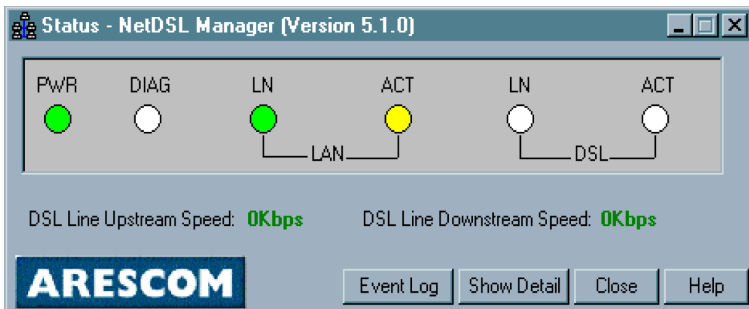 Status - NetDSL Manager (Version 5.1.0)
PWR DIAG LN ACT LN ACT
LAN DSL
DSL Line Upstream Speed: 0Kbps DSL Line Downstream Speed: 0Kbps
ARESCOM Event Log Show Detail Close Help